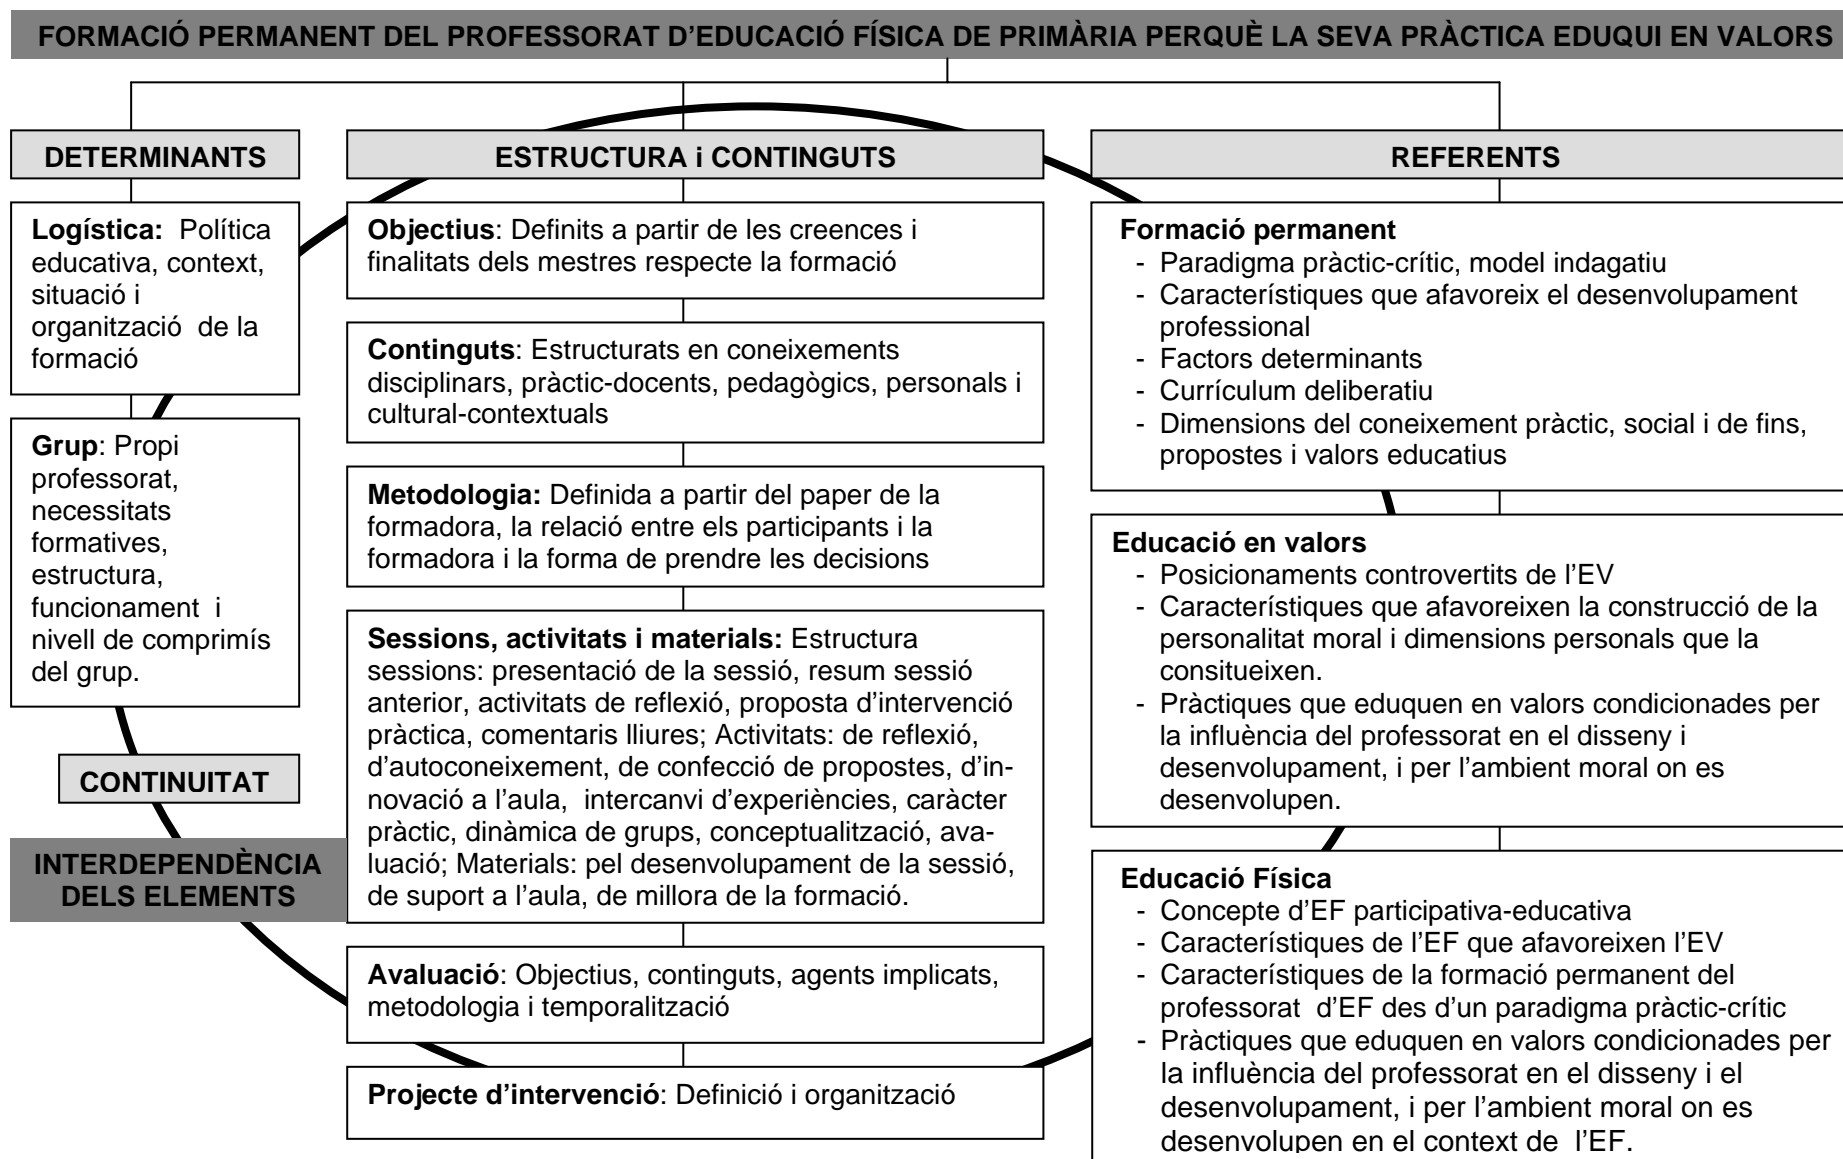 FORMACIÓ PERMANENT DEL PROFESSORAT D'EDUCACIÓ FÍSICA DE PRIMÀRIA PERQUÈ LA SEVA PRÀCTICA EDUQUI EN VALORS
DETERMINANTS
Logística: Política
educativa, context,
situació i
organització de la
formació
Grup: Propi
professorat,
necessitats
formatives,
estructura,
funcionament i
nivell de comprimís
del grup.
CONTINUITAT
INTERDEPENDÈNCIA
DELS ELEMENTS
ESTRUCTURA i CONTINGUTS
Objectius: Definits a partir de les creences i
finalitats dels mestres respecte la formació
Continguts: Estructurats en coneixements
disciplinars, pràctic-docents, pedagògics, personals i
cultural-contextuals
Metodologia: Definida a partir del paper de la
formadora, la relació entre els participants i la
formadora i la forma de prendre les decisions
Sessions, activitats i materials: Estructura
sessions: presentació de la sessió, resum sessió
anterior, activitats de reflexió, proposta d'intervenció
pràctica, comentaris lliures; Activitats: de reflexió,
d'autoconeixement, de confecció de propostes, d'in-
novació a l'aula, intercanvi d'experiències, caràcter
pràctic, dinàmica de grups, conceptualització, ava-
luació; Materials: pel desenvolupament de la sessió,
de suport a l'aula, de millora de la formació.
Avaluació: Objectius, continguts, agents implicats,
metodologia i temporalització
Projecte d'intervenció: Definició i organització
REFERENTS
Formació permanent
- Paradigma pràctic-crític, model indagatiu
- Característiques que afavoreix el desenvolupament
professional
- Factors determinants
- Currículum deliberatiu
- Dimensions del coneixement pràctic, social i de fins,
propostes i valors educatius
Educació en valors
- Posicionaments controvertits de l'EV
- Característiques que afavoreixen la construcció de la
personalitat moral i dimensions personals que la
consitueixen.
- Pràctiques que eduquen en valors condicionades per
la influència del professorat en el disseny i
desenvolupament, i per l'ambient moral on es
desenvolupen.
Educació Física
- Concepte d'EF participativa-educativa
- Característiques de l'EF que afavoreixen l'EV
- Característiques de la formació permanent del
professorat d'EF des d'un paradigma pràctic-crític
- Pràctiques que eduquen en valors condicionades per
la influència del professorat en el disseny i el
desenvolupament, i per l'ambient moral on es
desenvolupen en el context de l'EF.